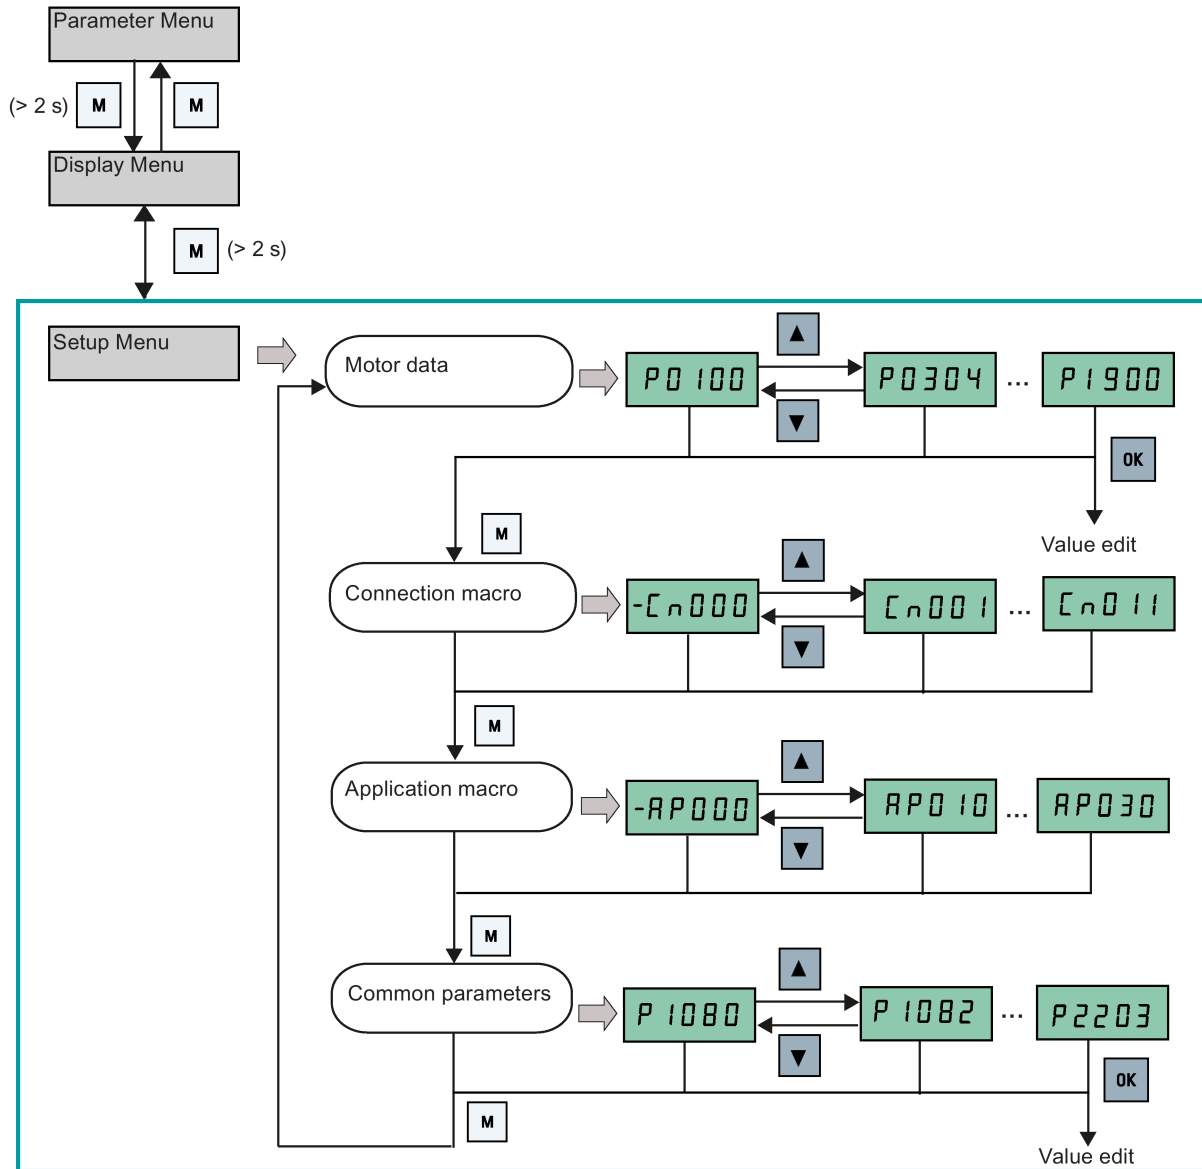 Parameter Menu
(> 2 s) M M
Display Menu
M (> 2 s)
Setup Menu
Motor data
▲
P0100 P0304 ... P1900
▼
OK
M
Value edit
Connection macro
▲
-Cn000 Cn001 ... Cn011
▼
M
Application macro
▲
-AP000 AP010 ... AP030
▼
M
Common parameters
▲
P1080 P1082 ... P2203
▼
OK
M
Value edit